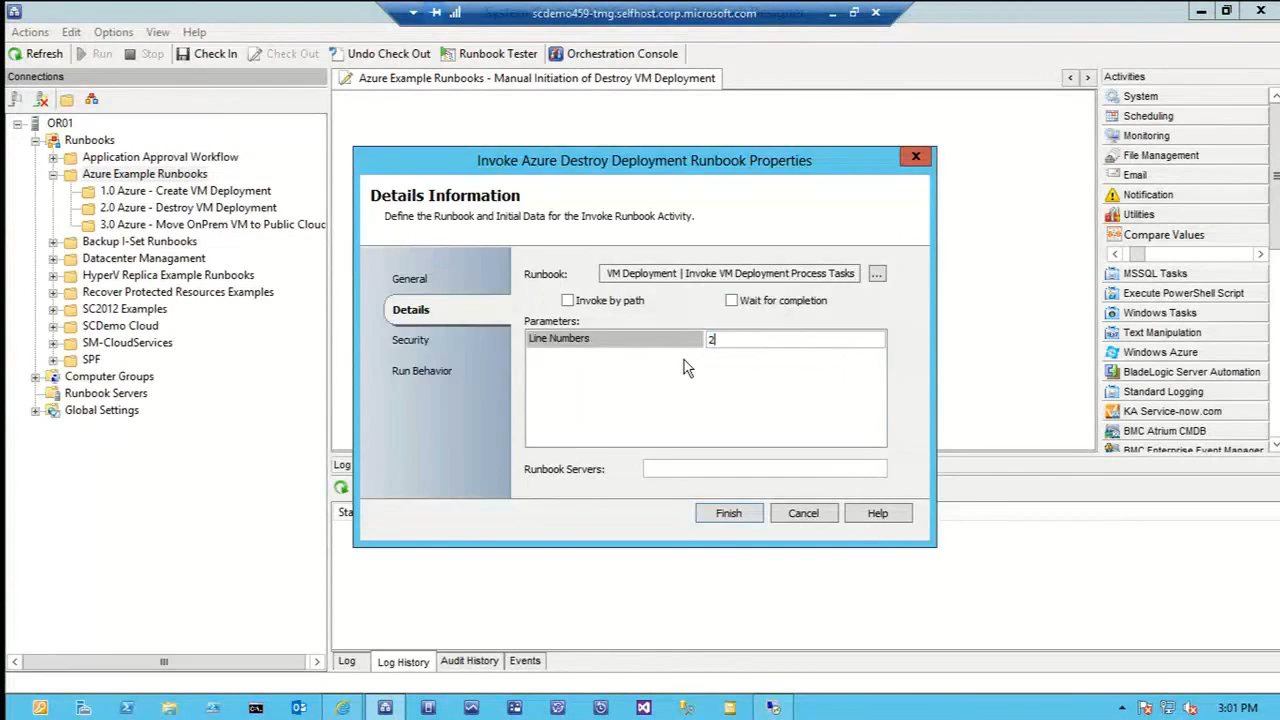 scdemo459-tmg.selfhost.corp.microsoft.com
Actions Edit Options View Help
Refresh Run Stop Check In Check Out Undo Check Out Runbook Tester Orchestration Console
Connections
Azure Example Runbooks - Manual Initiation of Destroy VM Deployment
Activities
OR01
Runbooks
Application Approval Workflow
Azure Example Runbooks
1.0 Azure - Create VM Deployment
2.0 Azure - Destroy VM Deployment
3.0 Azure - Move OnPrem VM to Public Cloud
Backup I-Set Runbooks
Datacenter Managament
HyperV Replica Example Runbooks
Recover Protected Resources Examples
SC2012 Examples
SCDemo Cloud
SM-CloudServices
SPF
Computer Groups
Runbook Servers
Global Settings
Invoke Azure Destroy Deployment Runbook Properties
Details Information
Define the Runbook and Initial Data for the Invoke Runbook Activity.
General
Details
Security
Run Behavior
Runbook: VM Deployment | Invoke VM Deployment Process Tasks ...
Invoke by path Wait for completion
Parameters:
Line Numbers 2
Runbook Servers:
Finish Cancel Help
Log
Sta
Log Log History Audit History Events
System
Scheduling
Monitoring
File Management
Email
Notification
Utilities
Compare Values
MSSQL Tasks
Execute PowerShell Script
Windows Tasks
Text Manipulation
Windows Azure
BladeLogic Server Automation
Standard Logging
KA Service-now.com
BMC Atrium CMDB
BMC Enterprise Event Manager
3:01 PM